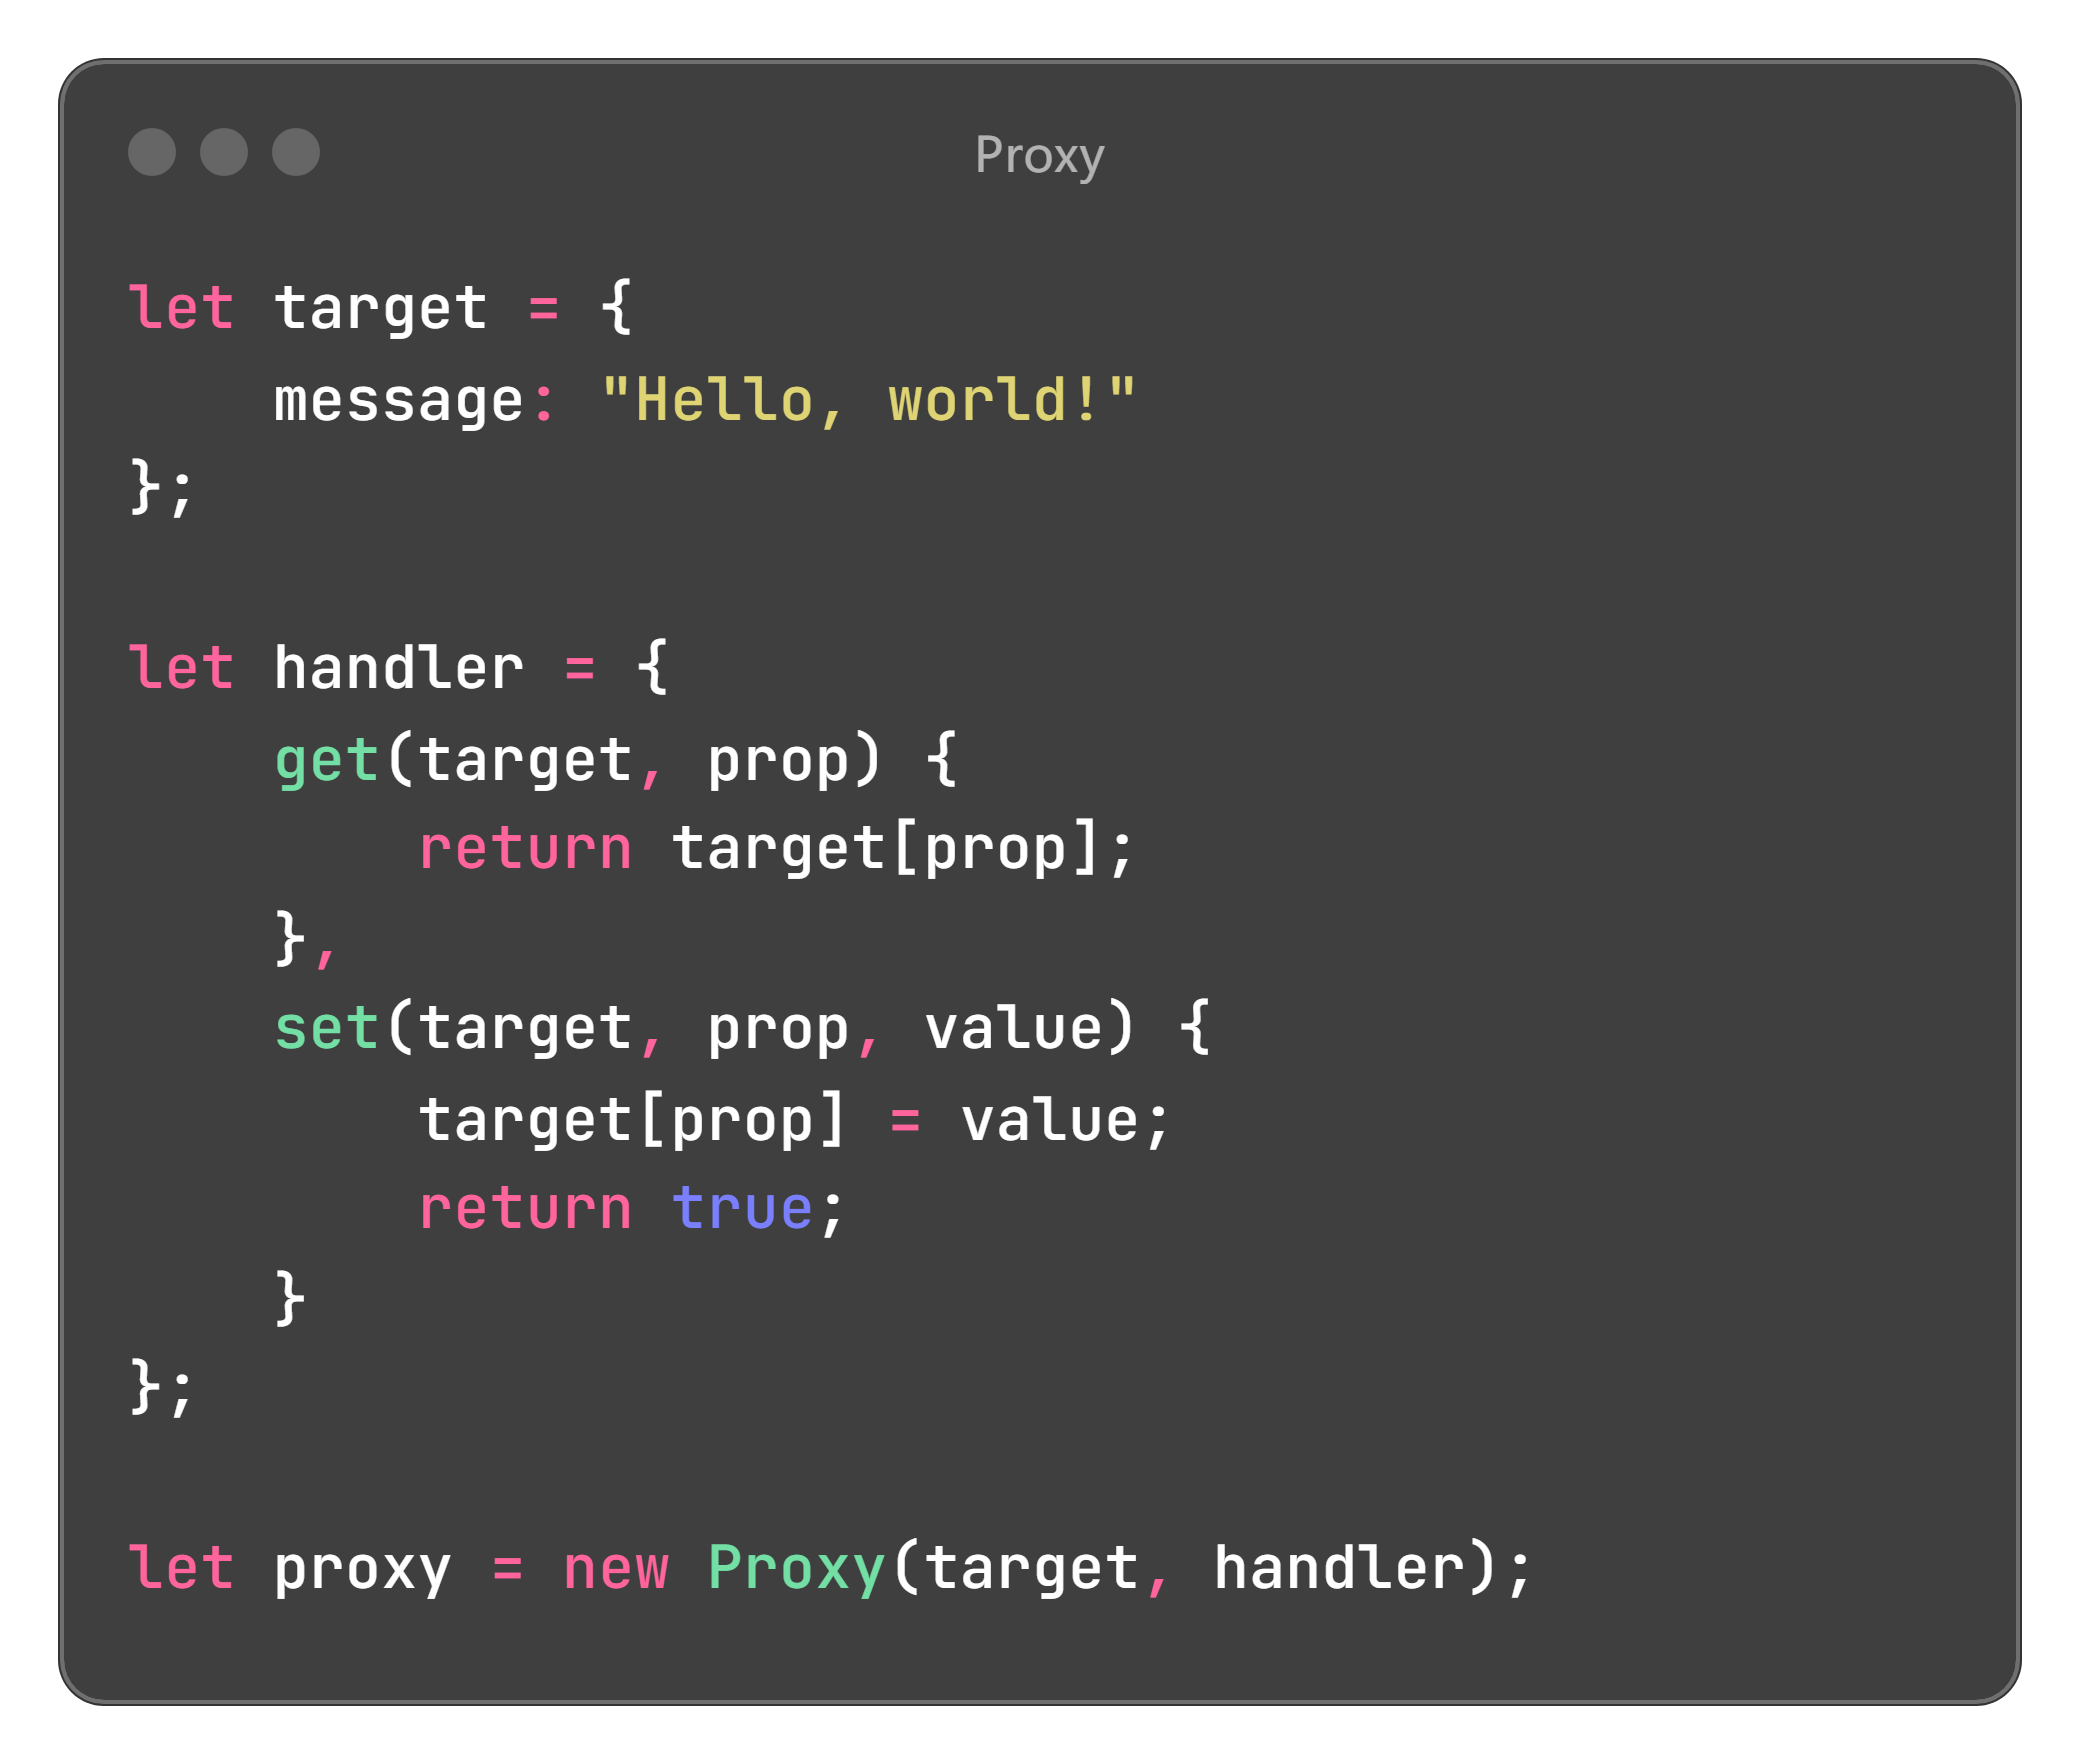 Proxy
let target = {
    message: "Hello, world!"
};

let handler = {
    get(target, prop) {
        return target[prop];
    },
    set(target, prop, value) {
        target[prop] = value;
        return true;
    }
};

let proxy = new Proxy(target, handler);